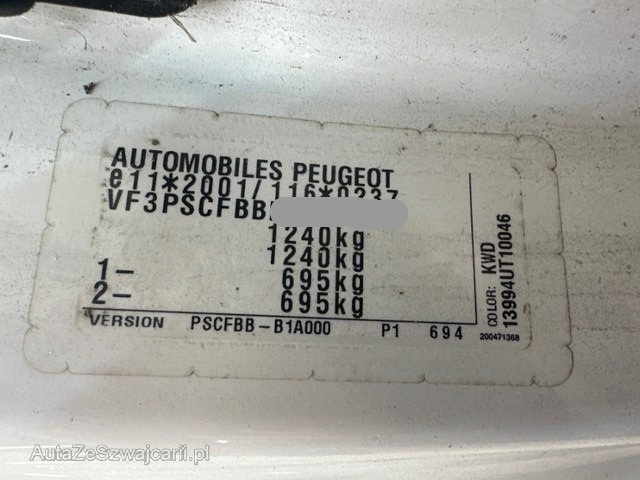 AUTOMOBILES PEUGEOT
e11*2001/116*0237
VF3PSCFBB
1240kg
1240kg
1- 695kg
2- 695kg
VERSION PSCFBB-B1A000 P1 694
COLOR: KWD
13994UT10046
200471368
AutaZeSzwajcarii.pl